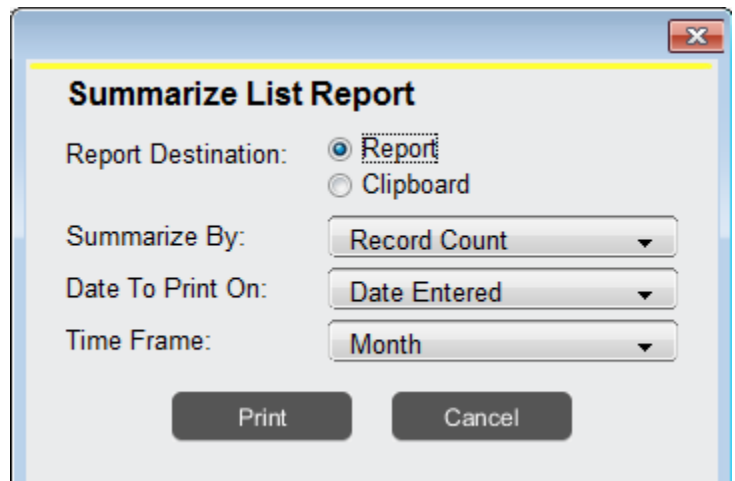 Summarize List Report
Report Destination: Report
Clipboard
Summarize By: Record Count
Date To Print On: Date Entered
Time Frame: Month
Print Cancel